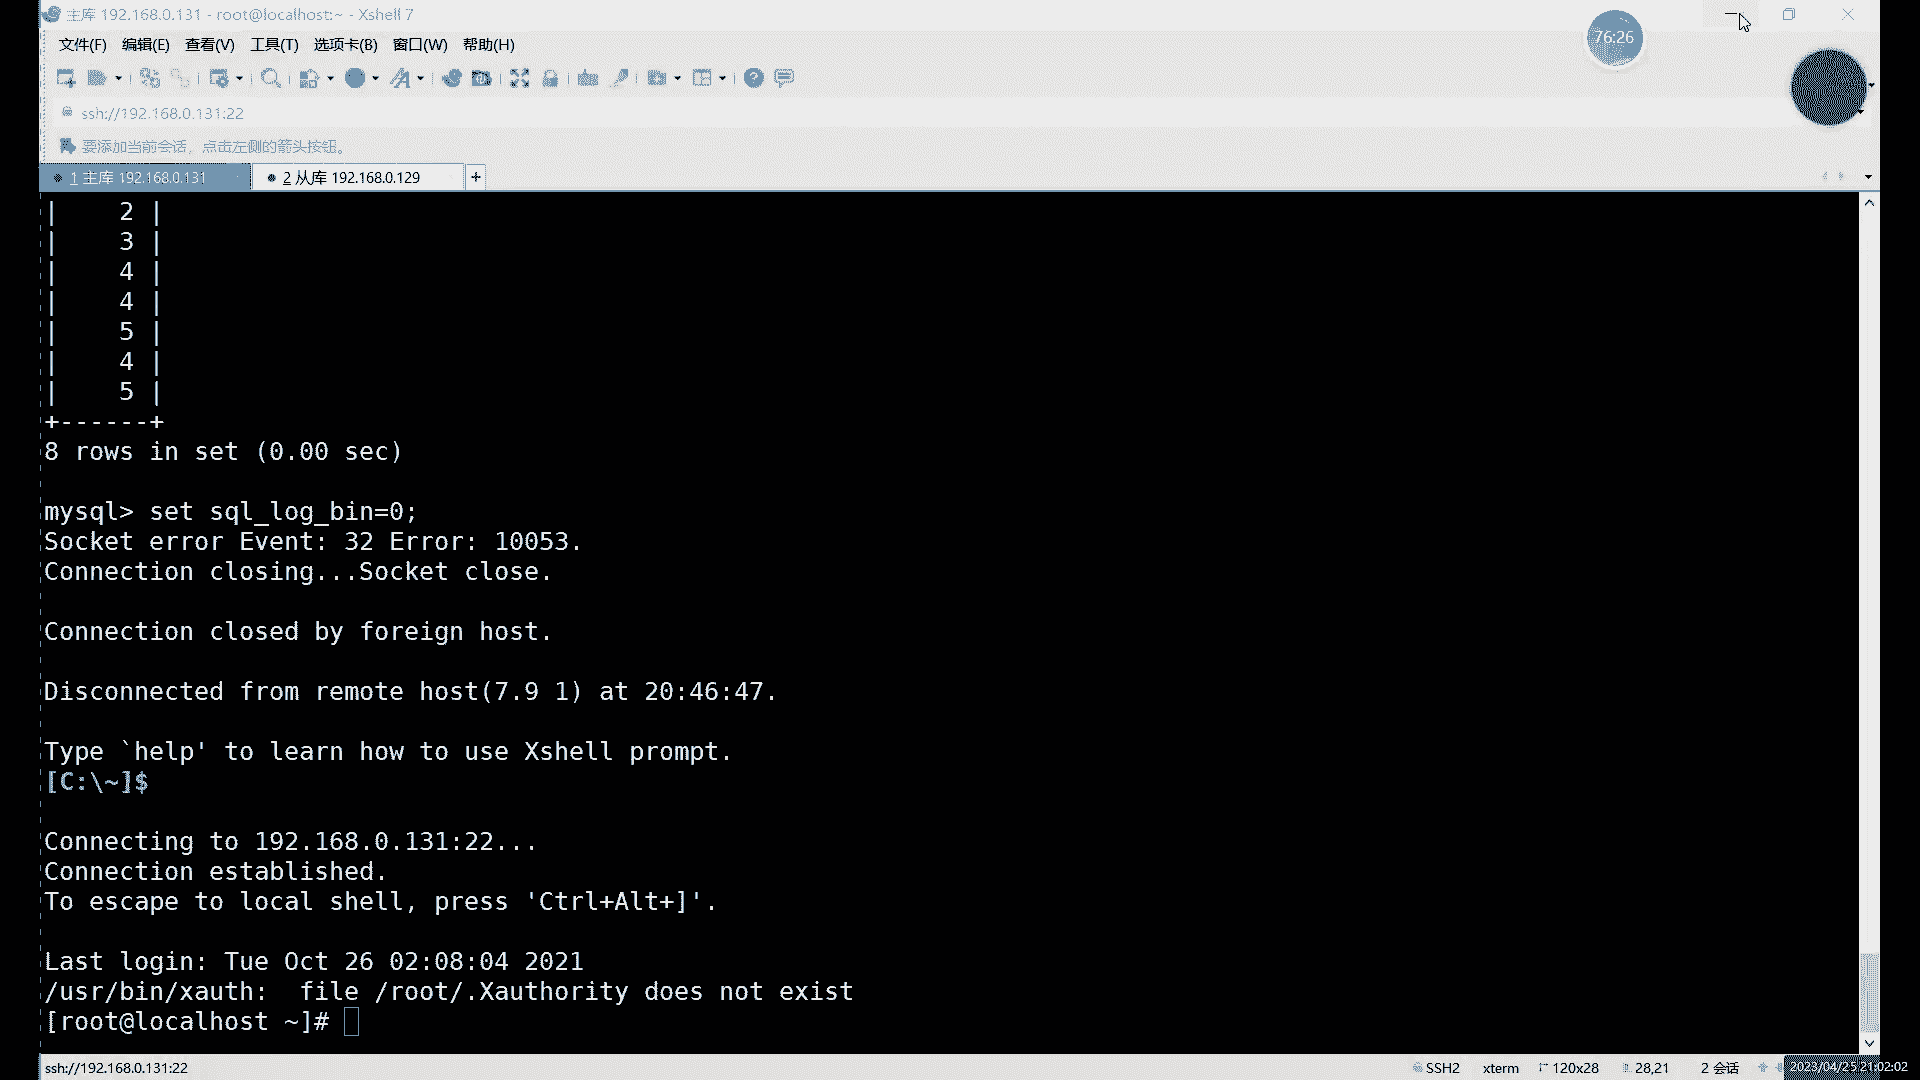 主库 192.168.0.131 - root@localhost:~ - Xshell 7
76:26
文件(F) 编辑(E) 查看(V) 工具(T) 选项卡(B) 窗口(W) 帮助(H)
ssh://192.168.0.131:22
要添加当前会话，点击左侧的箭头按钮。
1 主库 192.168.0.131
2 从库 192.168.0.129
+
|    2 |
|    3 |
|    4 |
|    4 |
|    5 |
|    4 |
|    5 |
+------+
8 rows in set (0.00 sec)
mysql> set sql_log_bin=0;
Socket error Event: 32 Error: 10053.
Connection closing...Socket close.
Connection closed by foreign host.
Disconnected from remote host(7.9 1) at 20:46:47.
Type `help' to learn how to use Xshell prompt.
[C:\~]$
Connecting to 192.168.0.131:22...
Connection established.
To escape to local shell, press 'Ctrl+Alt+]'.
Last login: Tue Oct 26 02:08:04 2021
/usr/bin/xauth:  file /root/.Xauthority does not exist
[root@localhost ~]#
ssh://192.168.0.131:22
SSH2 xterm 120x28 28,21 2 会话
2023/04/25 21:02:02